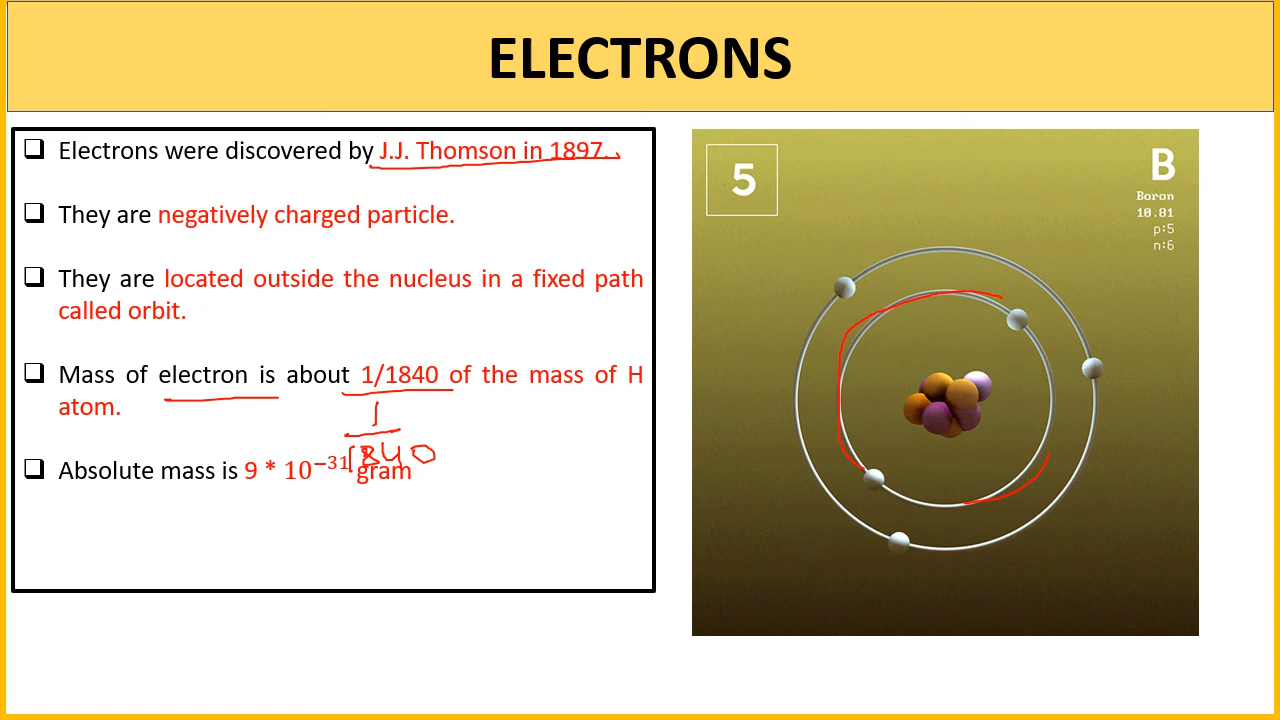 ELECTRONS
Electrons were discovered by J.J. Thomson in 1897.
They are negatively charged particle.
They are located outside the nucleus in a fixed path
called orbit.
Mass of electron is about 1/1840 of the mass of H
atom.
1
1840
Absolute mass is 9 * 10⁻³¹ gram
5
B
Boron
10.81
p:5
n:6